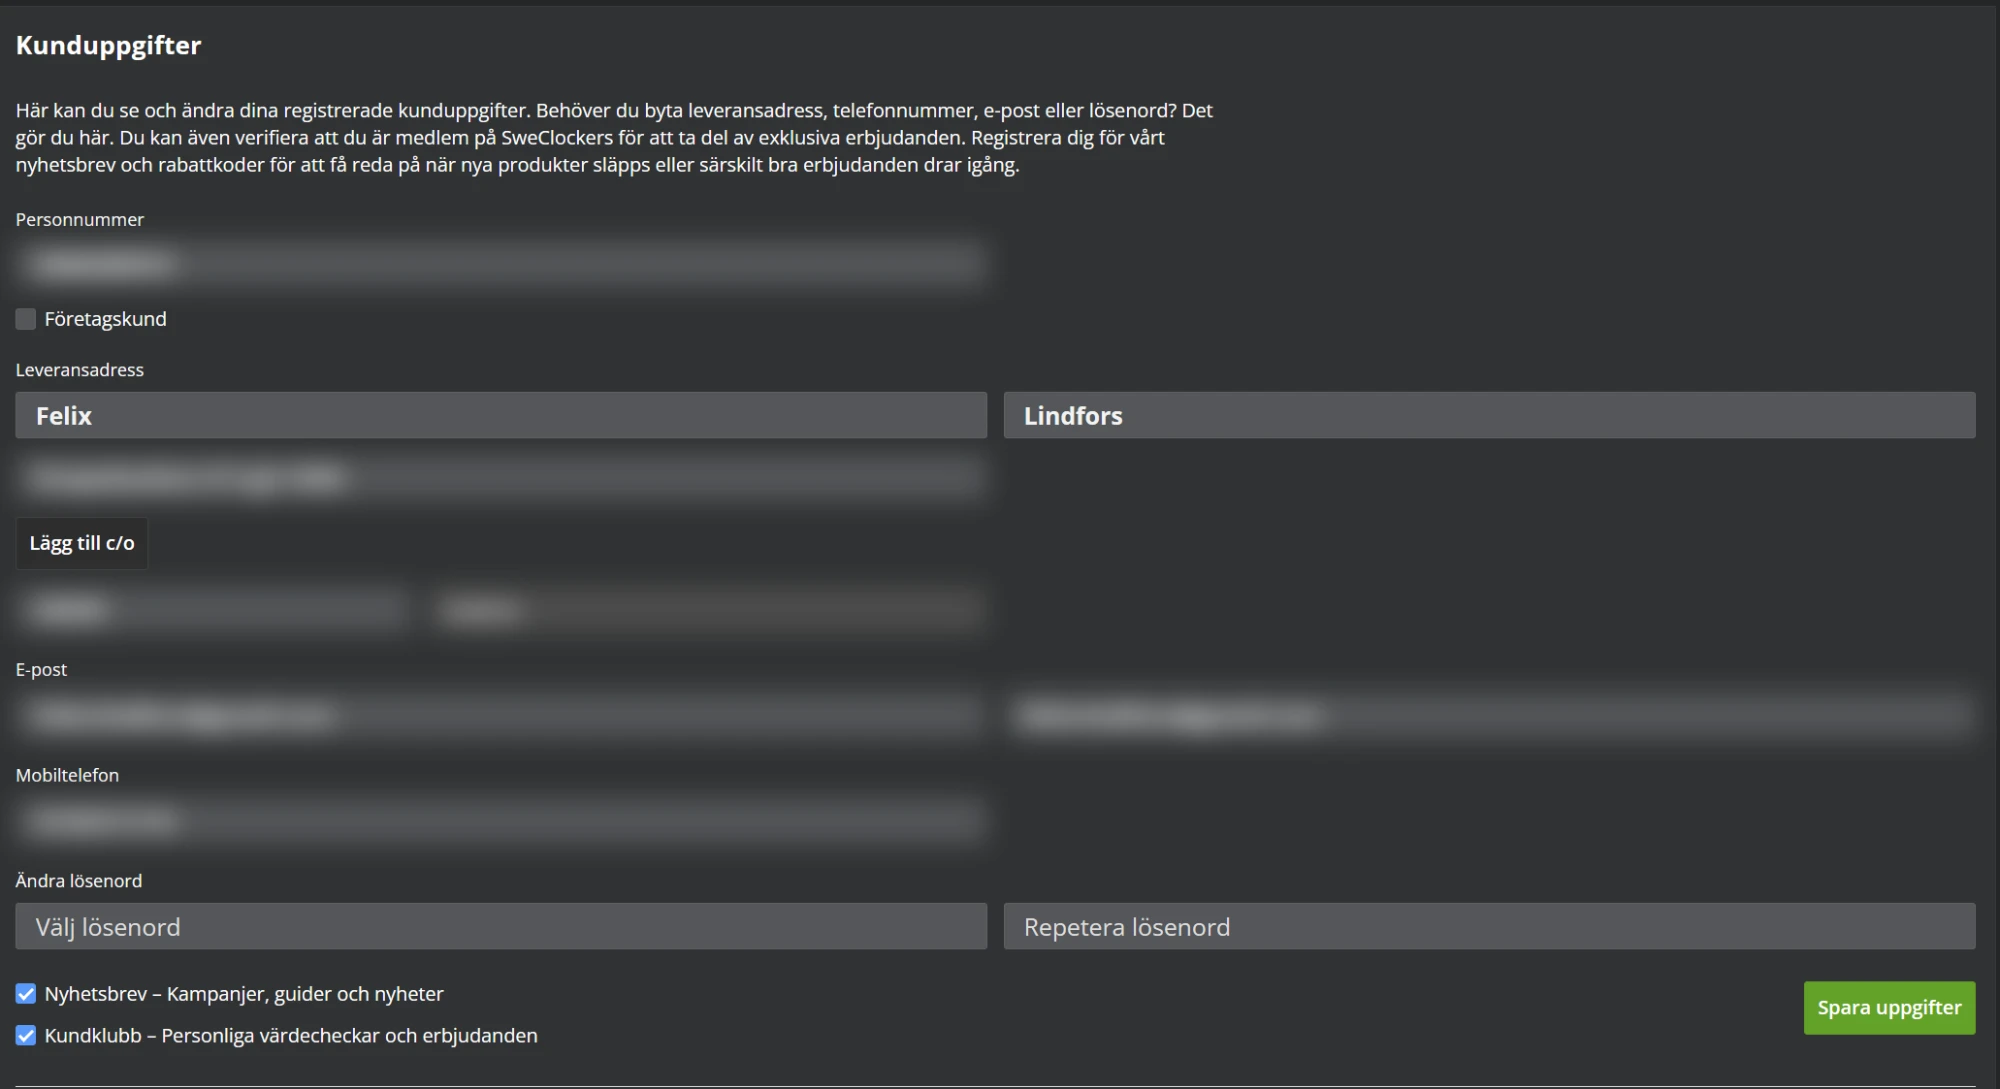 Kunduppgifter
Här kan du se och ändra dina registrerade kunduppgifter. Behöver du byta leveransadress, telefonnummer, e-post eller lösenord? Det
gör du här. Du kan även verifiera att du är medlem på SweClockers för att ta del av exklusiva erbjudanden. Registrera dig för vårt
nyhetsbrev och rabattkoder för att få reda på när nya produkter släpps eller särskilt bra erbjudanden drar igång.
Personnummer
Företagskund
Leveransadress
Felix
Lindfors
Lägg till c/o
E-post
Mobiltelefon
Ändra lösenord
Välj lösenord
Repetera lösenord
Nyhetsbrev – Kampanjer, guider och nyheter
Kundklubb – Personliga värdecheckar och erbjudanden
Spara uppgifter